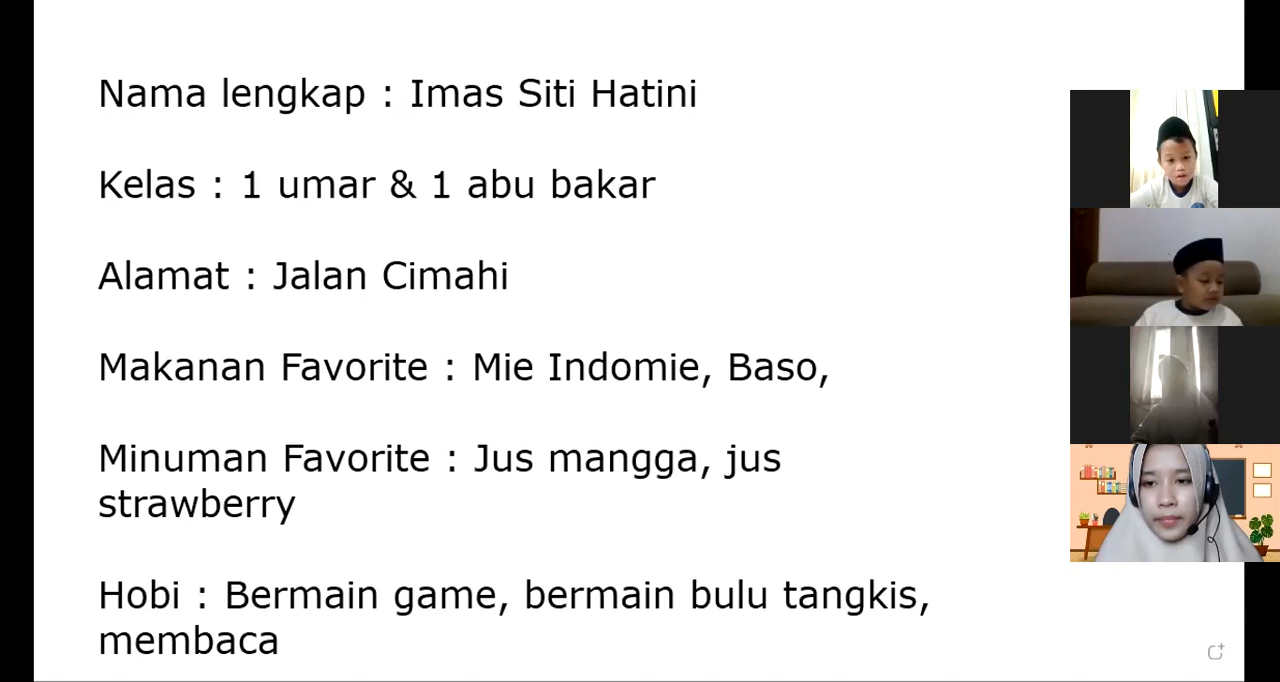 Nama lengkap : Imas Siti Hatini
Kelas : 1 umar & 1 abu bakar
Alamat : Jalan Cimahi
Makanan Favorite : Mie Indomie, Baso,
Minuman Favorite : Jus mangga, jus
strawberry
Hobi : Bermain game, bermain bulu tangkis,
membaca